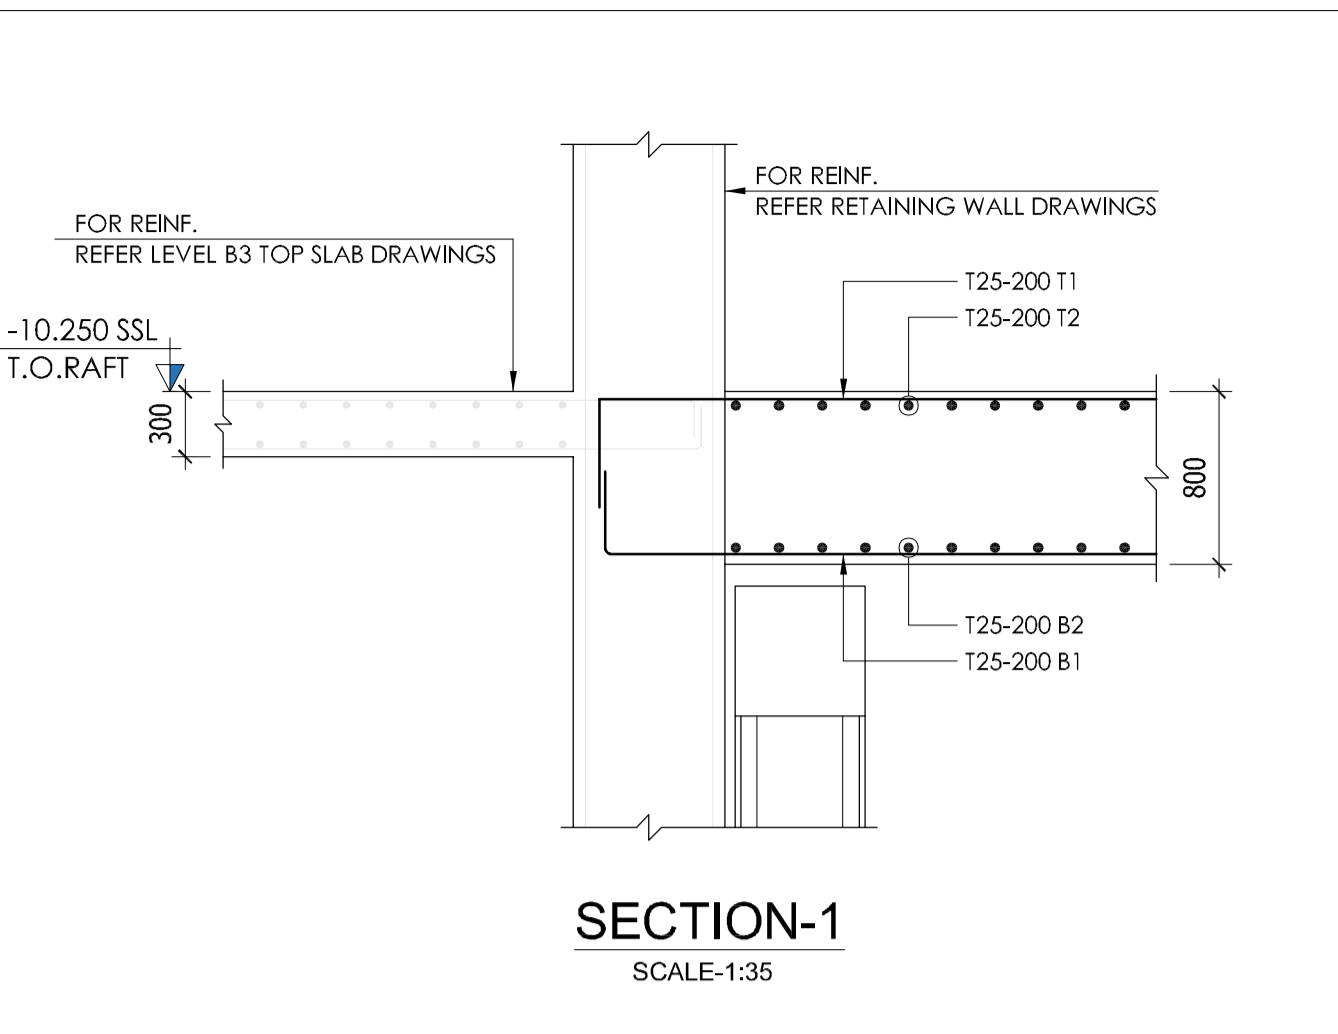 FOR REINF.
REFER RETAINING WALL DRAWINGS
FOR REINF.
REFER LEVEL B3 TOP SLAB DRAWINGS
T25-200 T1
T25-200 T2
-10.250 SSL
T.O.RAFT
300
800
T25-200 B2
T25-200 B1
SECTION-1
SCALE-1:35